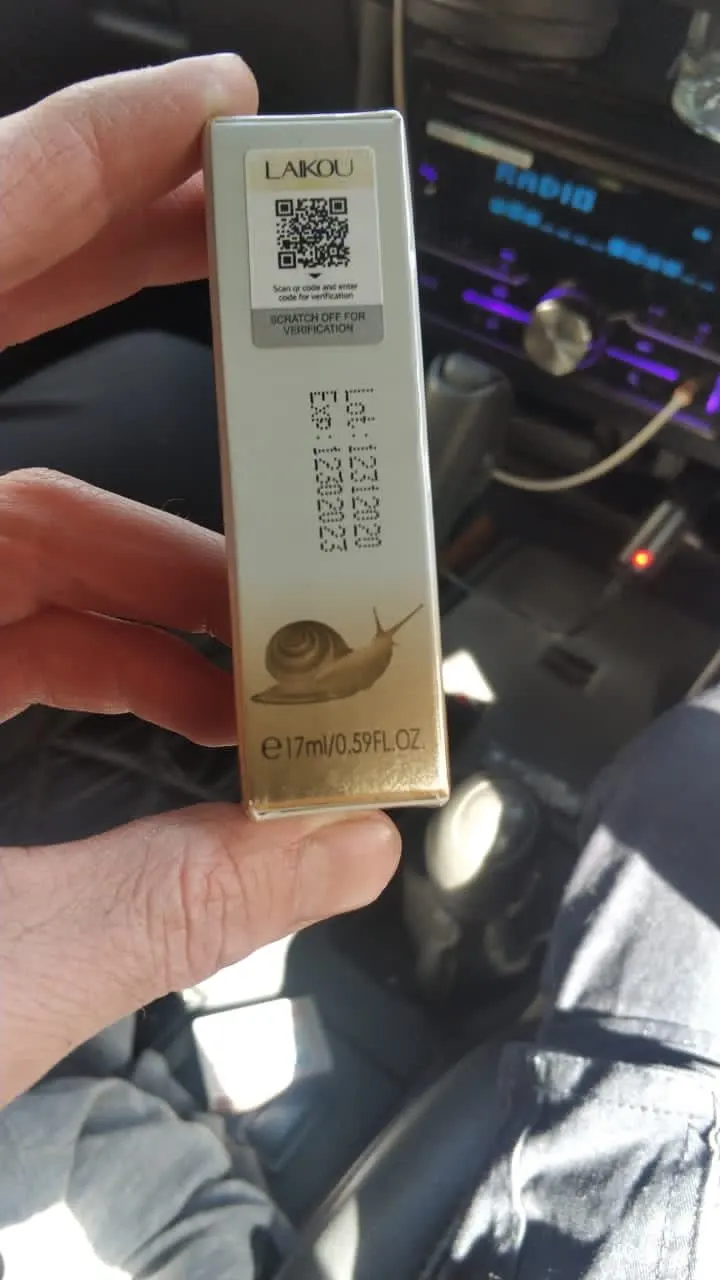 LAIKOU
Scan qr code and enter
code for verification
SCRATCH OFF FOR
VERIFICATION
Lot: 12312020
EXP: 12302023
e17ml/0.59FL.OZ.
RADIO